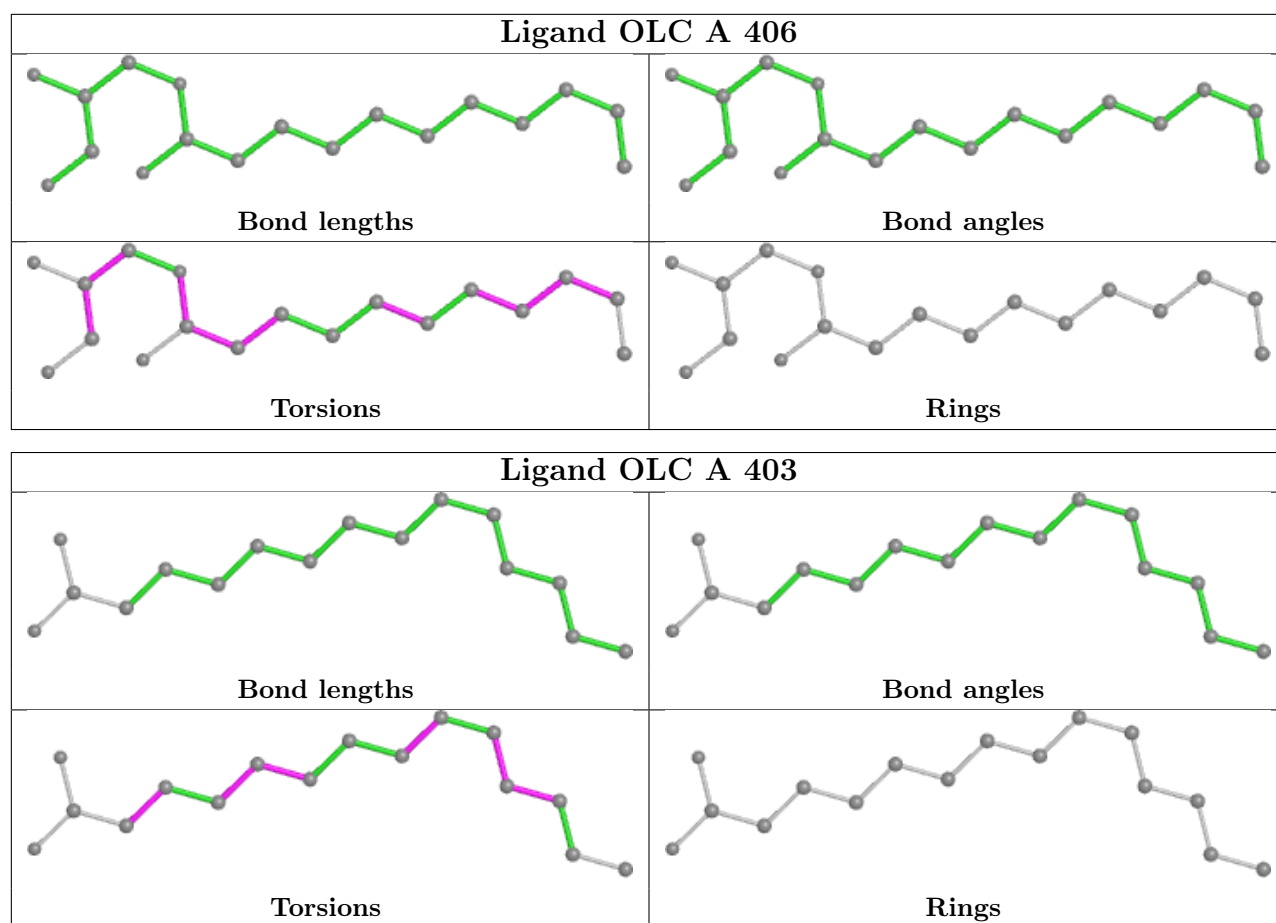 Ligand OLC A 406
Bond lengths
Bond angles
Torsions
Rings
Ligand OLC A 403
Bond lengths
Bond angles
Torsions
Rings